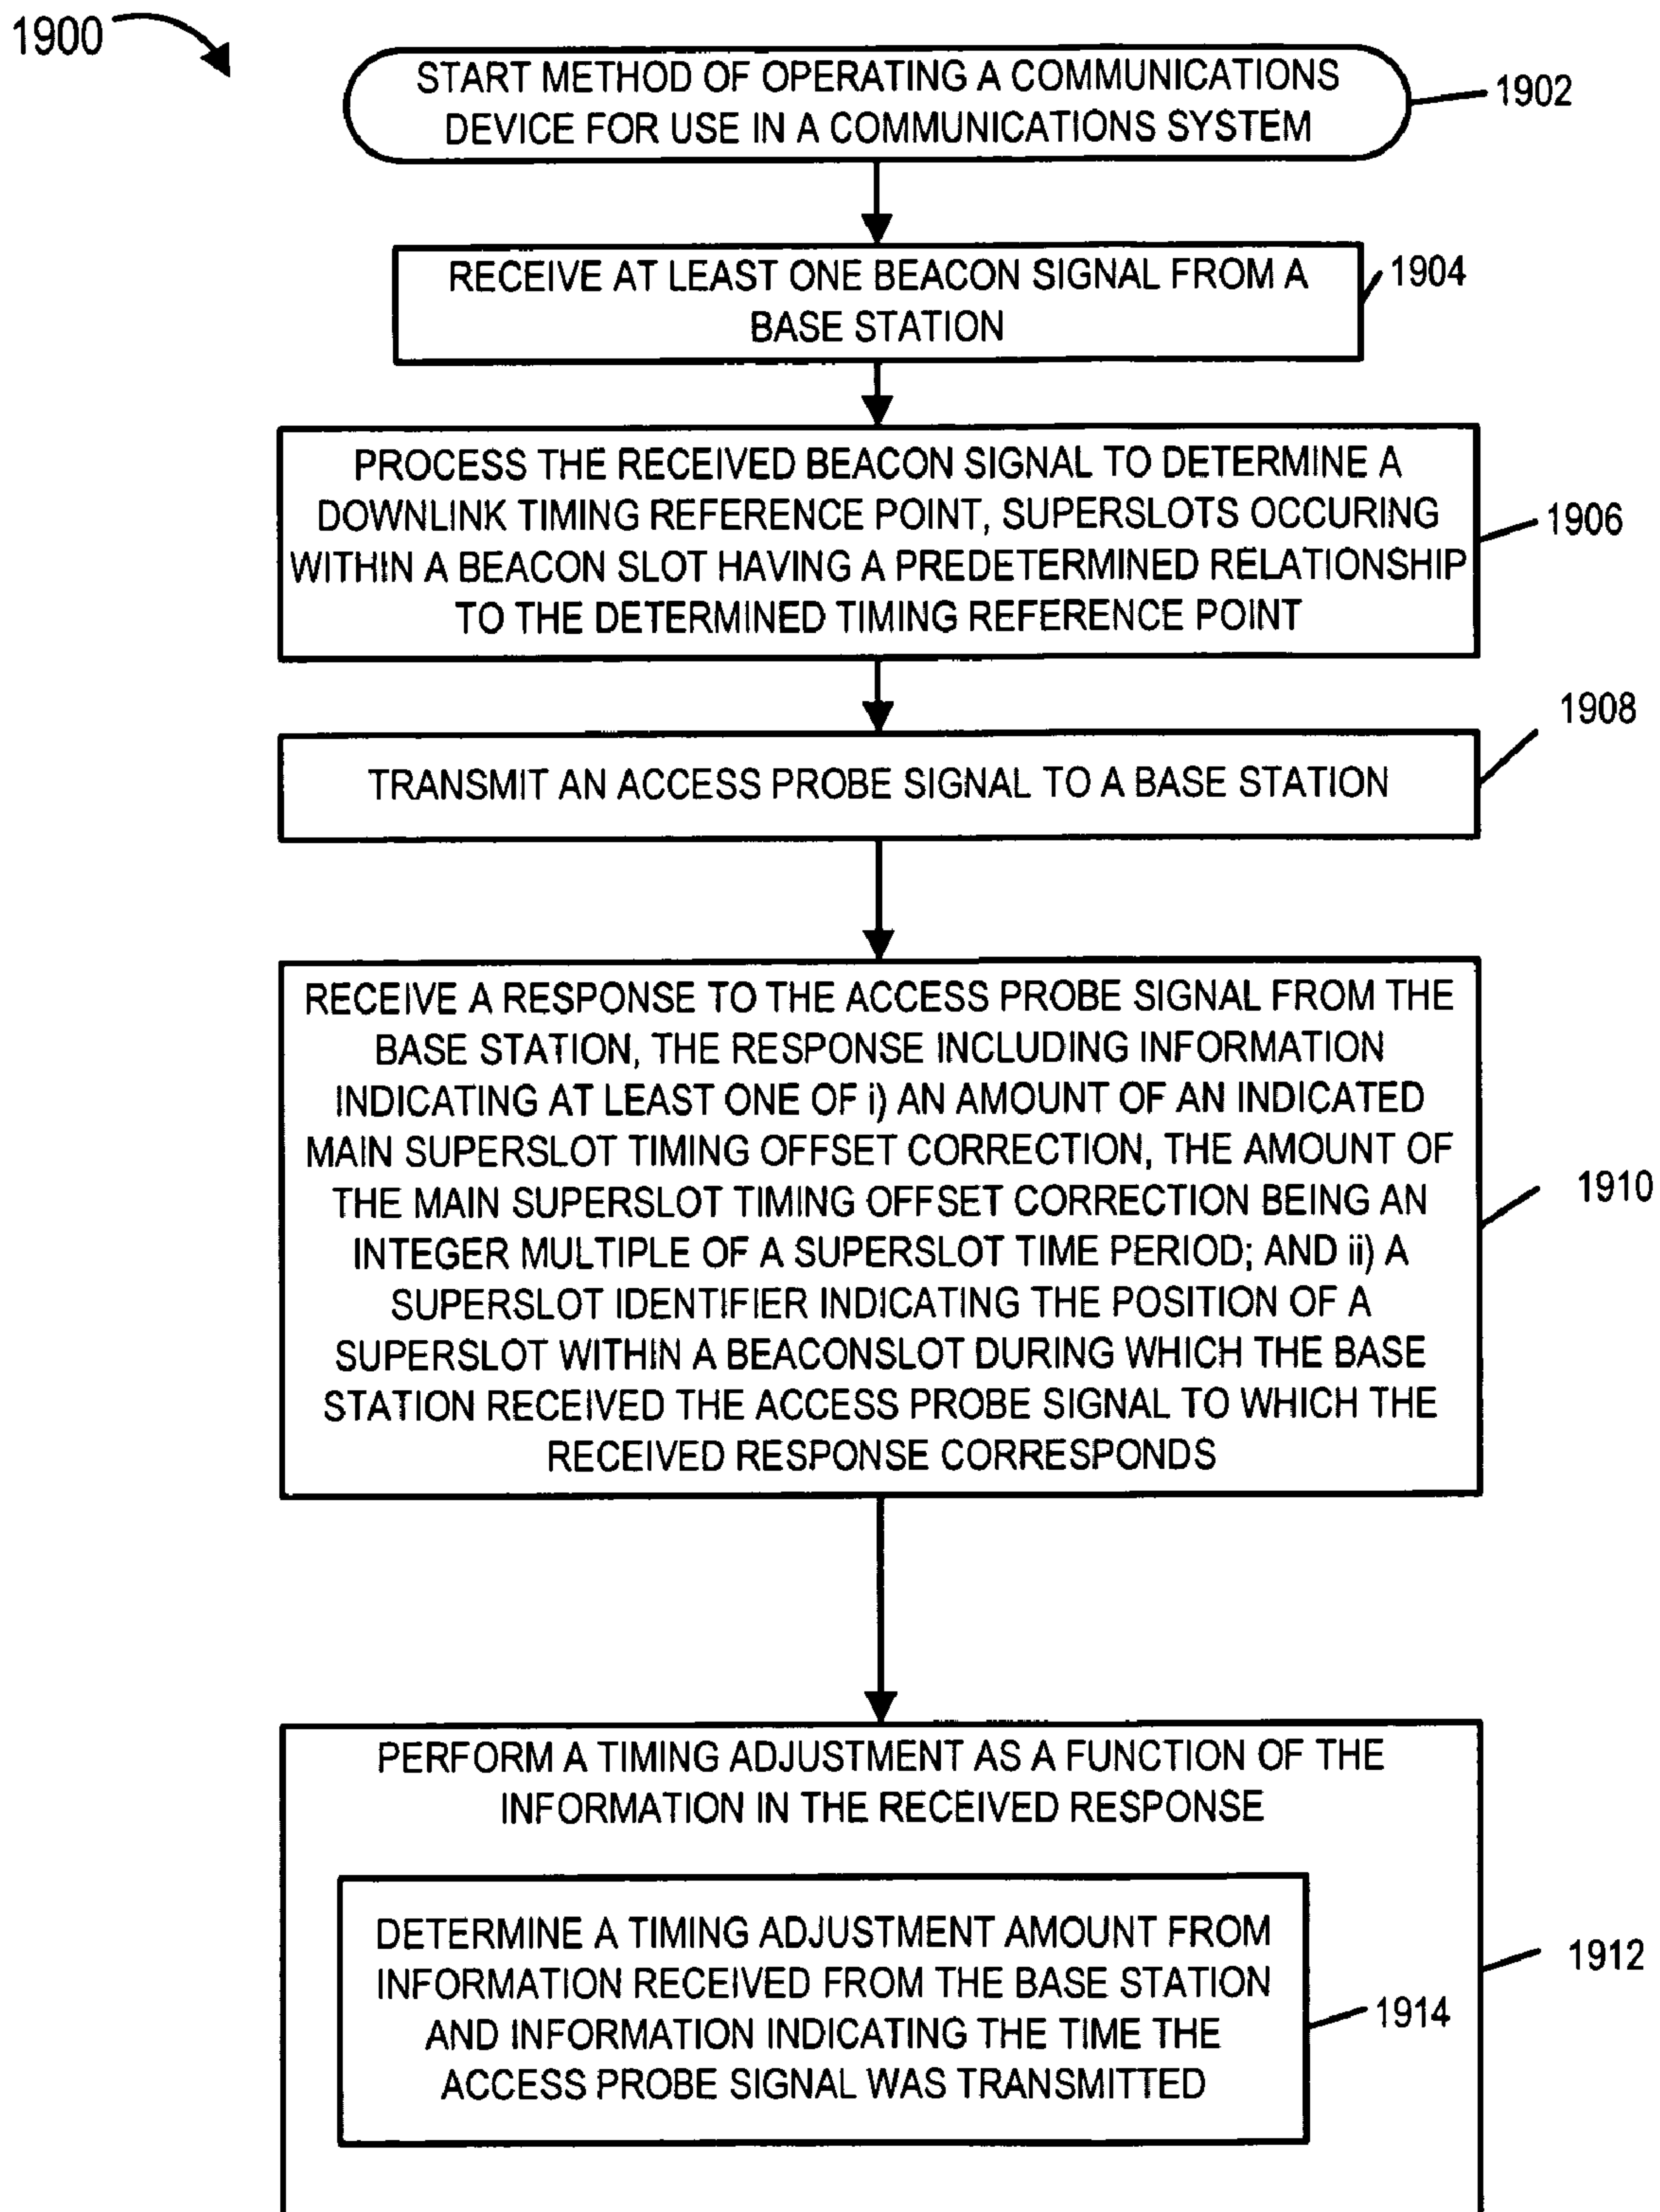 1900
START METHOD OF OPERATING A COMMUNICATIONS
DEVICE FOR USE IN A COMMUNICATIONS SYSTEM
1902
RECEIVE AT LEAST ONE BEACON SIGNAL FROM A
BASE STATION
1904
PROCESS THE RECEIVED BEACON SIGNAL TO DETERMINE A
DOWNLINK TIMING REFERENCE POINT, SUPERSLOTS OCCURING
WITHIN A BEACON SLOT HAVING A PREDETERMINED RELATIONSHIP
TO THE DETERMINED TIMING REFERENCE POINT
1906
TRANSMIT AN ACCESS PROBE SIGNAL TO A BASE STATION
1908
RECEIVE A RESPONSE TO THE ACCESS PROBE SIGNAL FROM THE
BASE STATION, THE RESPONSE INCLUDING INFORMATION
INDICATING AT LEAST ONE OF i) AN AMOUNT OF AN INDICATED
MAIN SUPERSLOT TIMING OFFSET CORRECTION, THE AMOUNT OF
THE MAIN SUPERSLOT TIMING OFFSET CORRECTION BEING AN
INTEGER MULTIPLE OF A SUPERSLOT TIME PERIOD; AND ii) A
SUPERSLOT IDENTIFIER INDICATING THE POSITION OF A
SUPERSLOT WITHIN A BEACONSLOT DURING WHICH THE BASE
STATION RECEIVED THE ACCESS PROBE SIGNAL TO WHICH THE
RECEIVED RESPONSE CORRESPONDS
1910
PERFORM A TIMING ADJUSTMENT AS A FUNCTION OF THE
INFORMATION IN THE RECEIVED RESPONSE
1912
DETERMINE A TIMING ADJUSTMENT AMOUNT FROM
INFORMATION RECEIVED FROM THE BASE STATION
AND INFORMATION INDICATING THE TIME THE
ACCESS PROBE SIGNAL WAS TRANSMITTED
1914